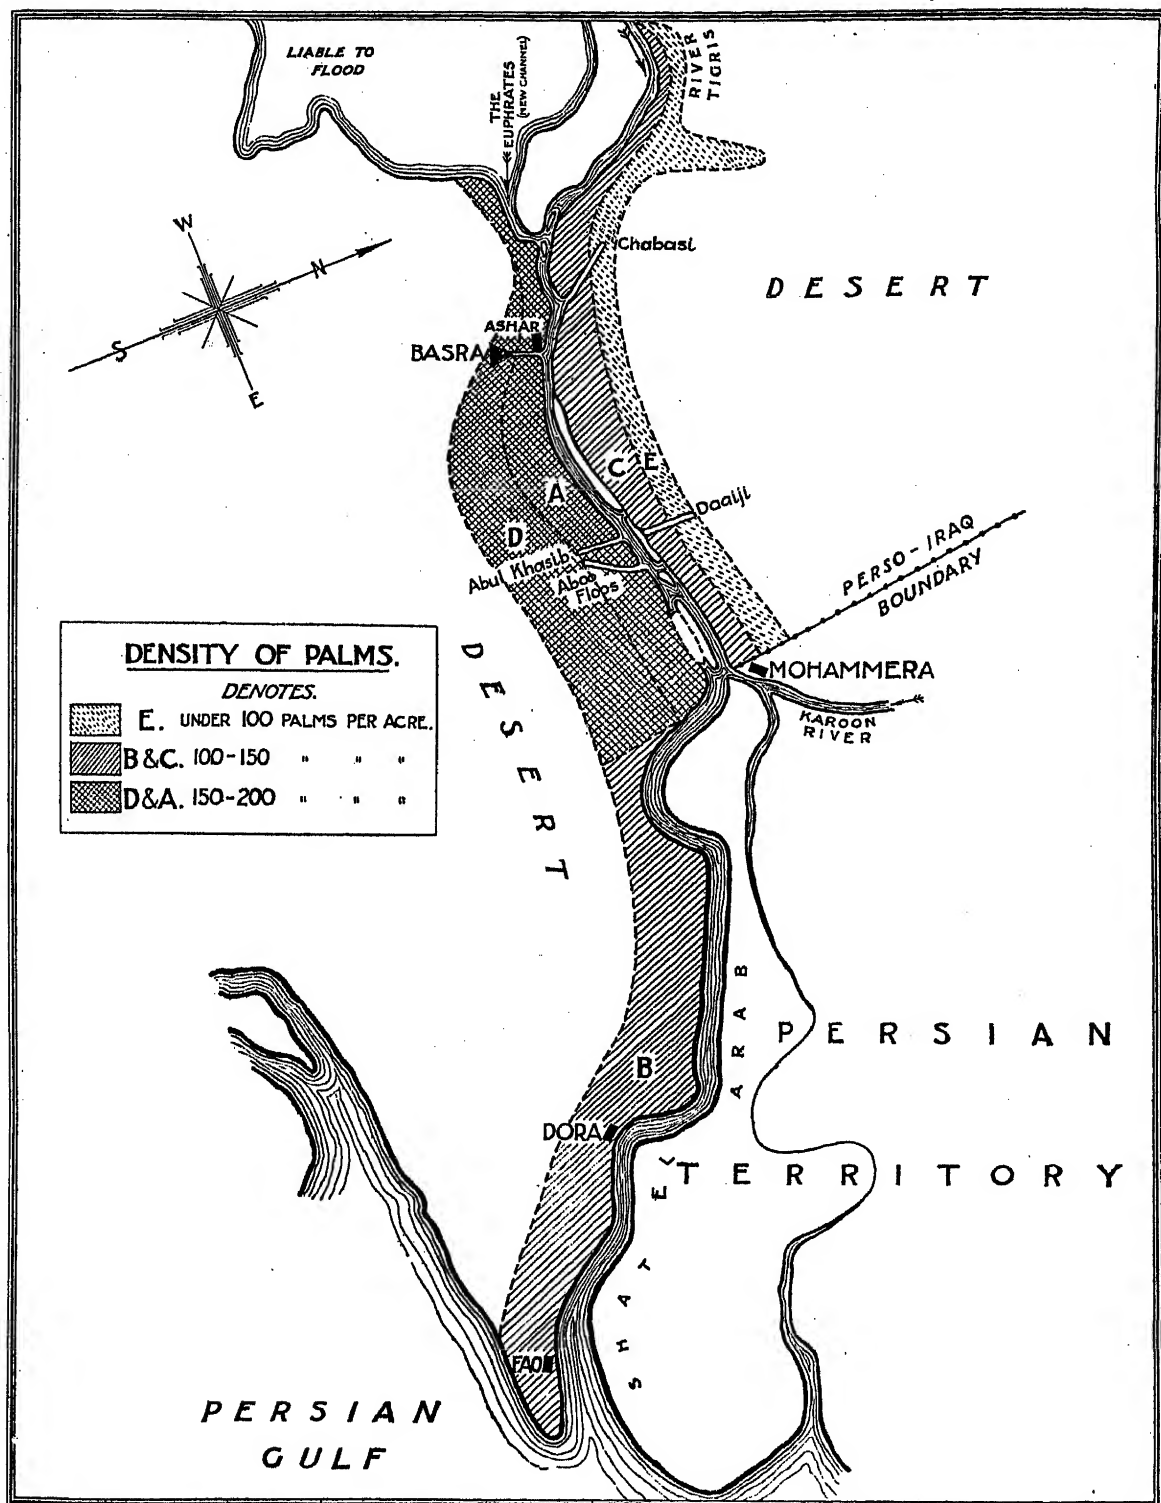 LIABLE TO
FLOOD
THE
EUPHRATES
(NEW CHANNEL)
RIVER
TIGRIS
W
N
S
E
Chabasi
DESERT
ASHAR
BASRA
C
E
A
Daaiji
D
Abul Khasib
Aboo
Floos
PERSO-IRAQ
BOUNDARY
DENSITY OF PALMS.
DENOTES.
E. UNDER 100 PALMS PER ACRE.
B&C. 100-150 " " "
D&A. 150-200 " " "
DESERT
MOHAMMERA
KAROON
RIVER
PERSIAN
TERRITORY
B
DORA
SHAT EL ARAB
FAO
PERSIAN
GULF